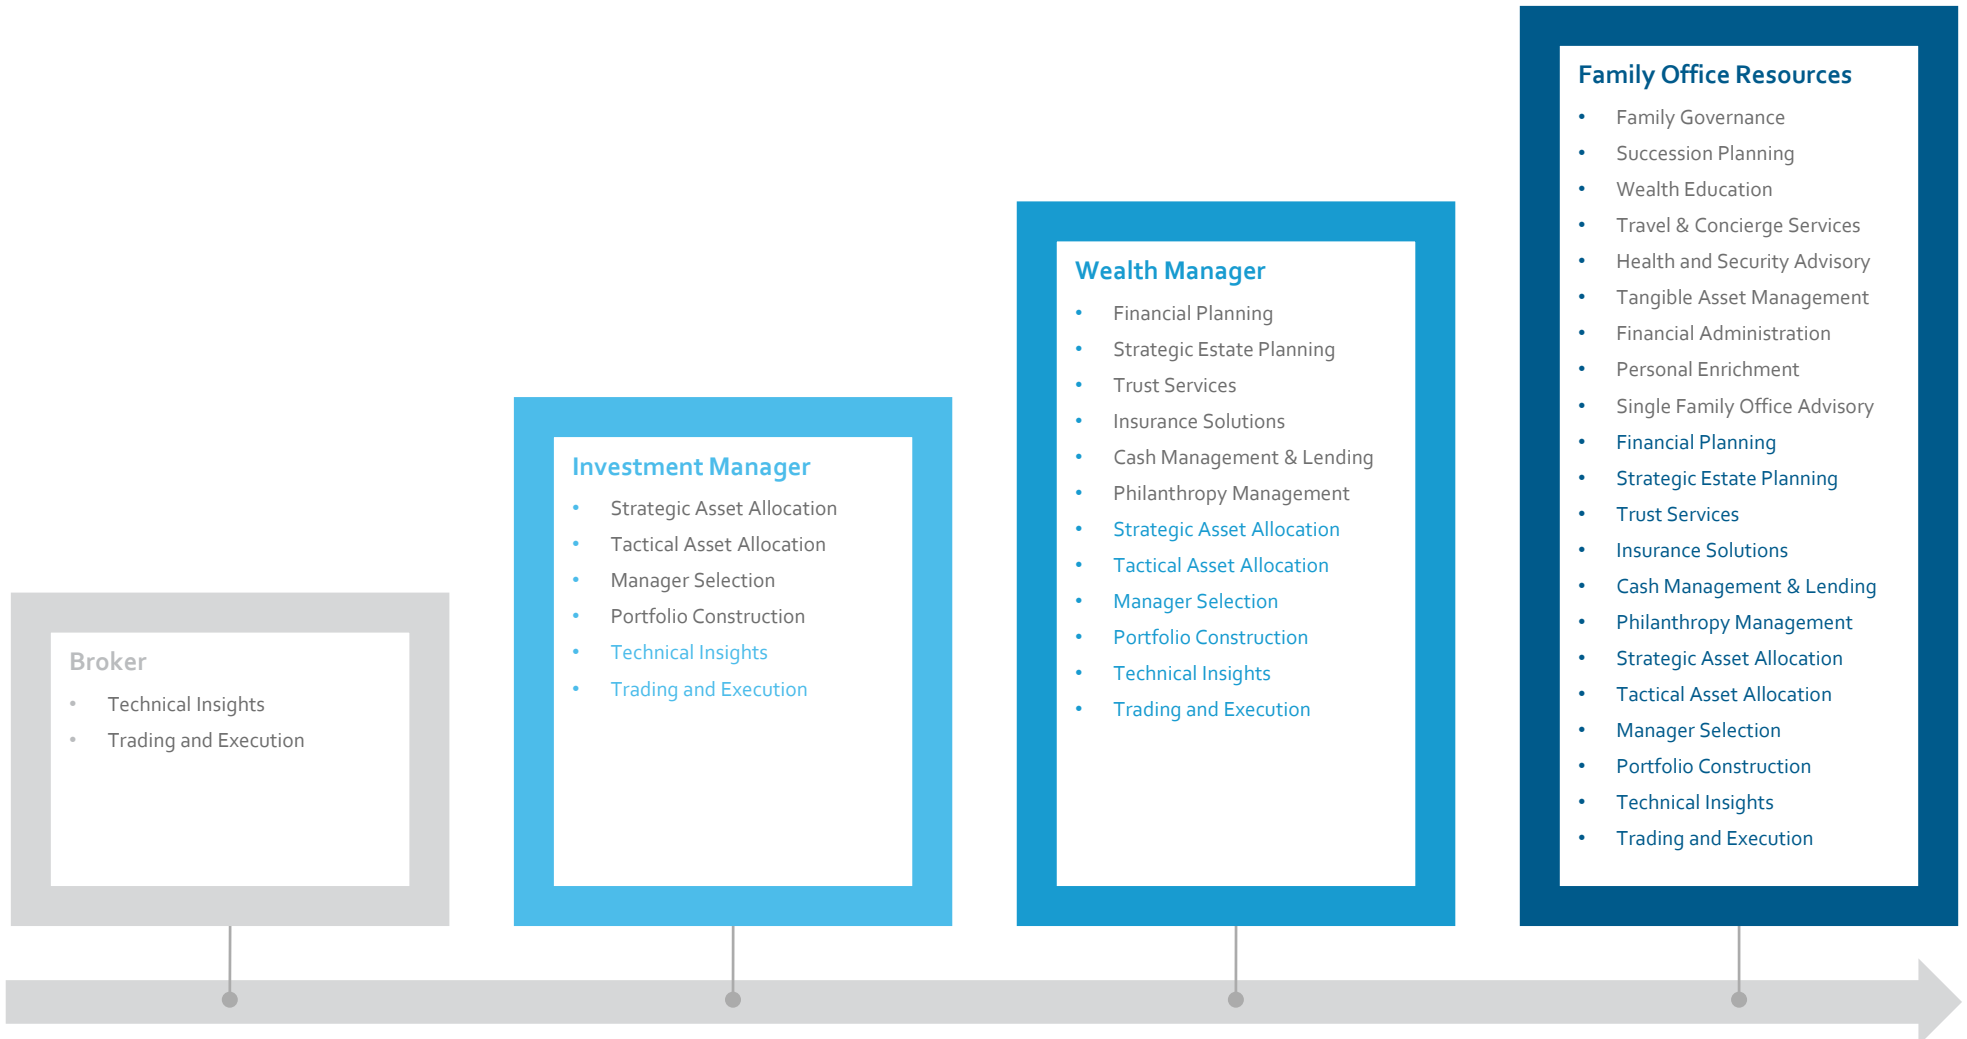 Broker
• Technical Insights
• Trading and Execution
Investment Manager
• Strategic Asset Allocation
• Tactical Asset Allocation
• Manager Selection
• Portfolio Construction
• Technical Insights
• Trading and Execution
Wealth Manager
• Financial Planning
• Strategic Estate Planning
• Trust Services
• Insurance Solutions
• Cash Management & Lending
• Philanthropy Management
• Strategic Asset Allocation
• Tactical Asset Allocation
• Manager Selection
• Portfolio Construction
• Technical Insights
• Trading and Execution
Family Office Resources
• Family Governance
• Succession Planning
• Wealth Education
• Travel & Concierge Services
• Health and Security Advisory
• Tangible Asset Management
• Financial Administration
• Personal Enrichment
• Single Family Office Advisory
• Financial Planning
• Strategic Estate Planning
• Trust Services
• Insurance Solutions
• Cash Management & Lending
• Philanthropy Management
• Strategic Asset Allocation
• Tactical Asset Allocation
• Manager Selection
• Portfolio Construction
• Technical Insights
• Trading and Execution